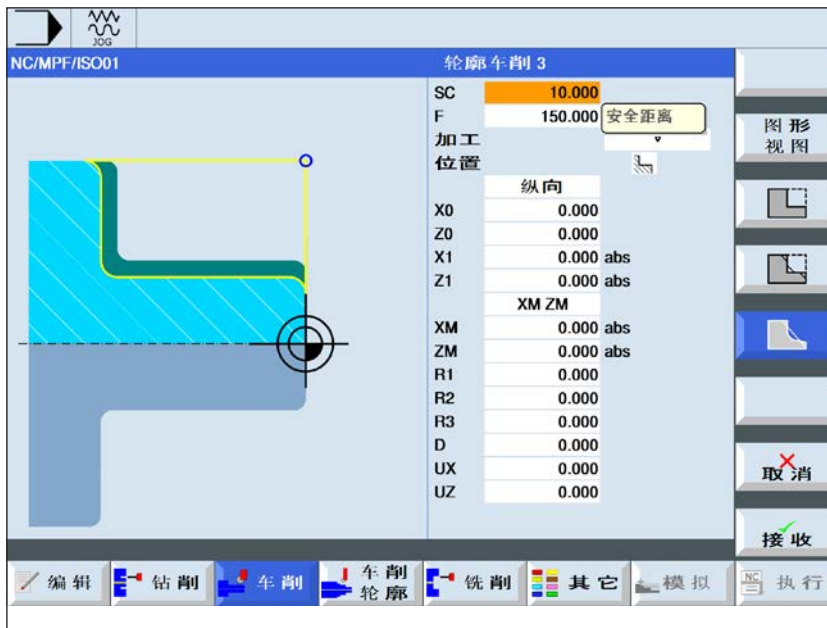 JOG
NC/MPF/ISO01
轮廓车削 3
SC 10.000
F 150.000 安全距离
加工
位置
纵向
X0 0.000
Z0 0.000
X1 0.000 abs
Z1 0.000 abs
XM ZM
XM 0.000 abs
ZM 0.000 abs
R1 0.000
R2 0.000
R3 0.000
D 0.000
UX 0.000
UZ 0.000
图形
视图
取消
接收
编辑
钻削
车削
车削
轮廓
铣削
其它
模拟
NC
执行